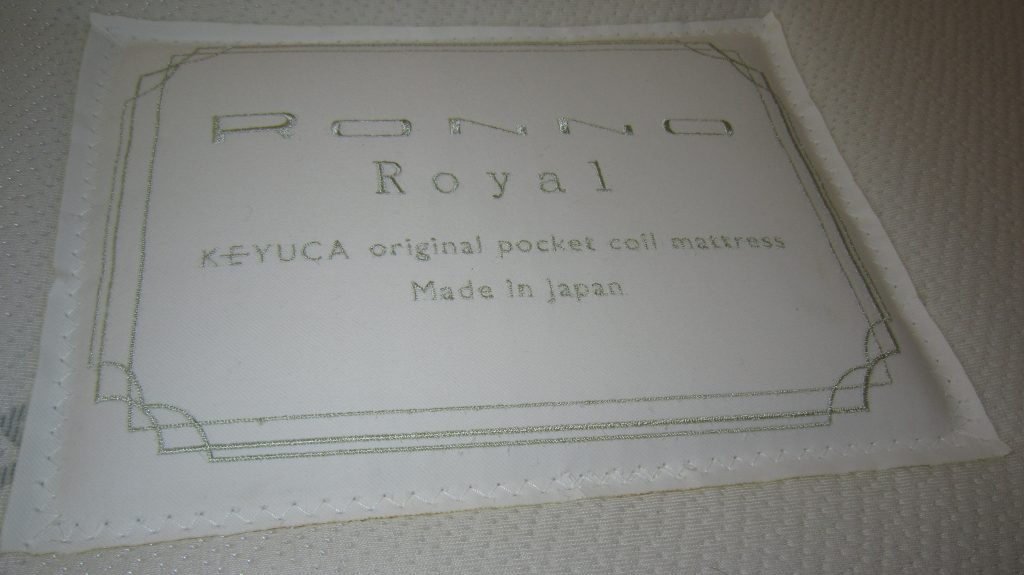 RONNO
Royal
KEYUCA original pocket coil mattress
Made in Japan